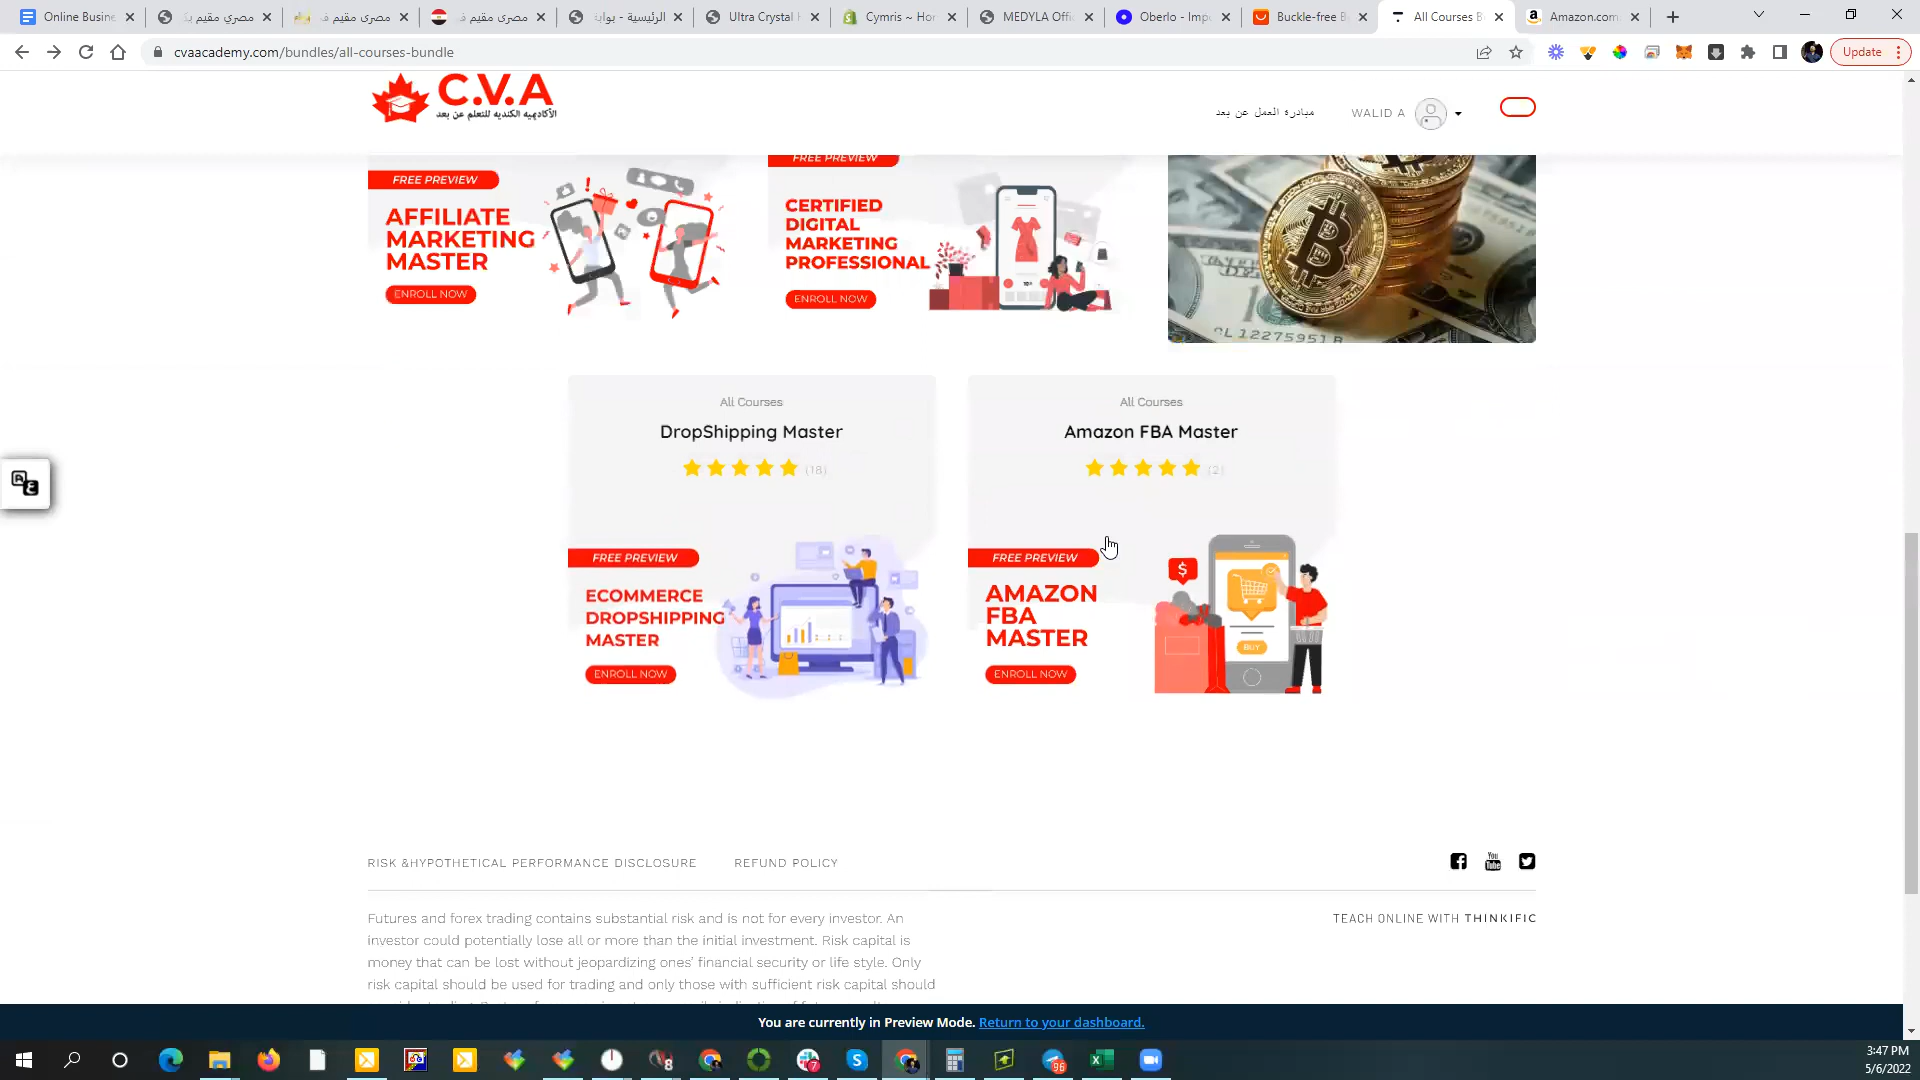 Online Busine
مصري مقيم بك
مصرى مقيم ف
مصرى مقيم ف
الرئيسية - بوابة
Ultra Crystal H
Cymris ~ Hor
MEDYLA Offi
Oberlo - Imp
Buckle-free B
All Courses B
Amazon.com
cvaacademy.com/bundles/all-courses-bundle
Update
C.V.A
الأكاديميه الكنديه للتعلم عن بعد
مبادرة العمل عن بعد
WALID A
FREE PREVIEW
AFFILIATE
MARKETING
MASTER
ENROLL NOW
FREE PREVIEW
CERTIFIED
DIGITAL
MARKETING
PROFESSIONAL
ENROLL NOW
L 12275951 B
All Courses
DropShipping Master
(18)
FREE PREVIEW
ECOMMERCE
DROPSHIPPING
MASTER
ENROLL NOW
All Courses
Amazon FBA Master
(2)
FREE PREVIEW
AMAZON
FBA
MASTER
ENROLL NOW
$
BUY
RISK &HYPOTHETICAL PERFORMANCE DISCLOSURE
REFUND POLICY
You
Tube
Futures and forex trading contains substantial risk and is not for every investor. An
investor could potentially lose all or more than the initial investment. Risk capital is
money that can be lost without jeopardizing ones' financial security or life style. Only
risk capital should be used for trading and only those with sufficient risk capital should
TEACH ONLINE WITH THINKIFIC
You are currently in Preview Mode. Return to your dashboard.
3:47 PM
5/6/2022